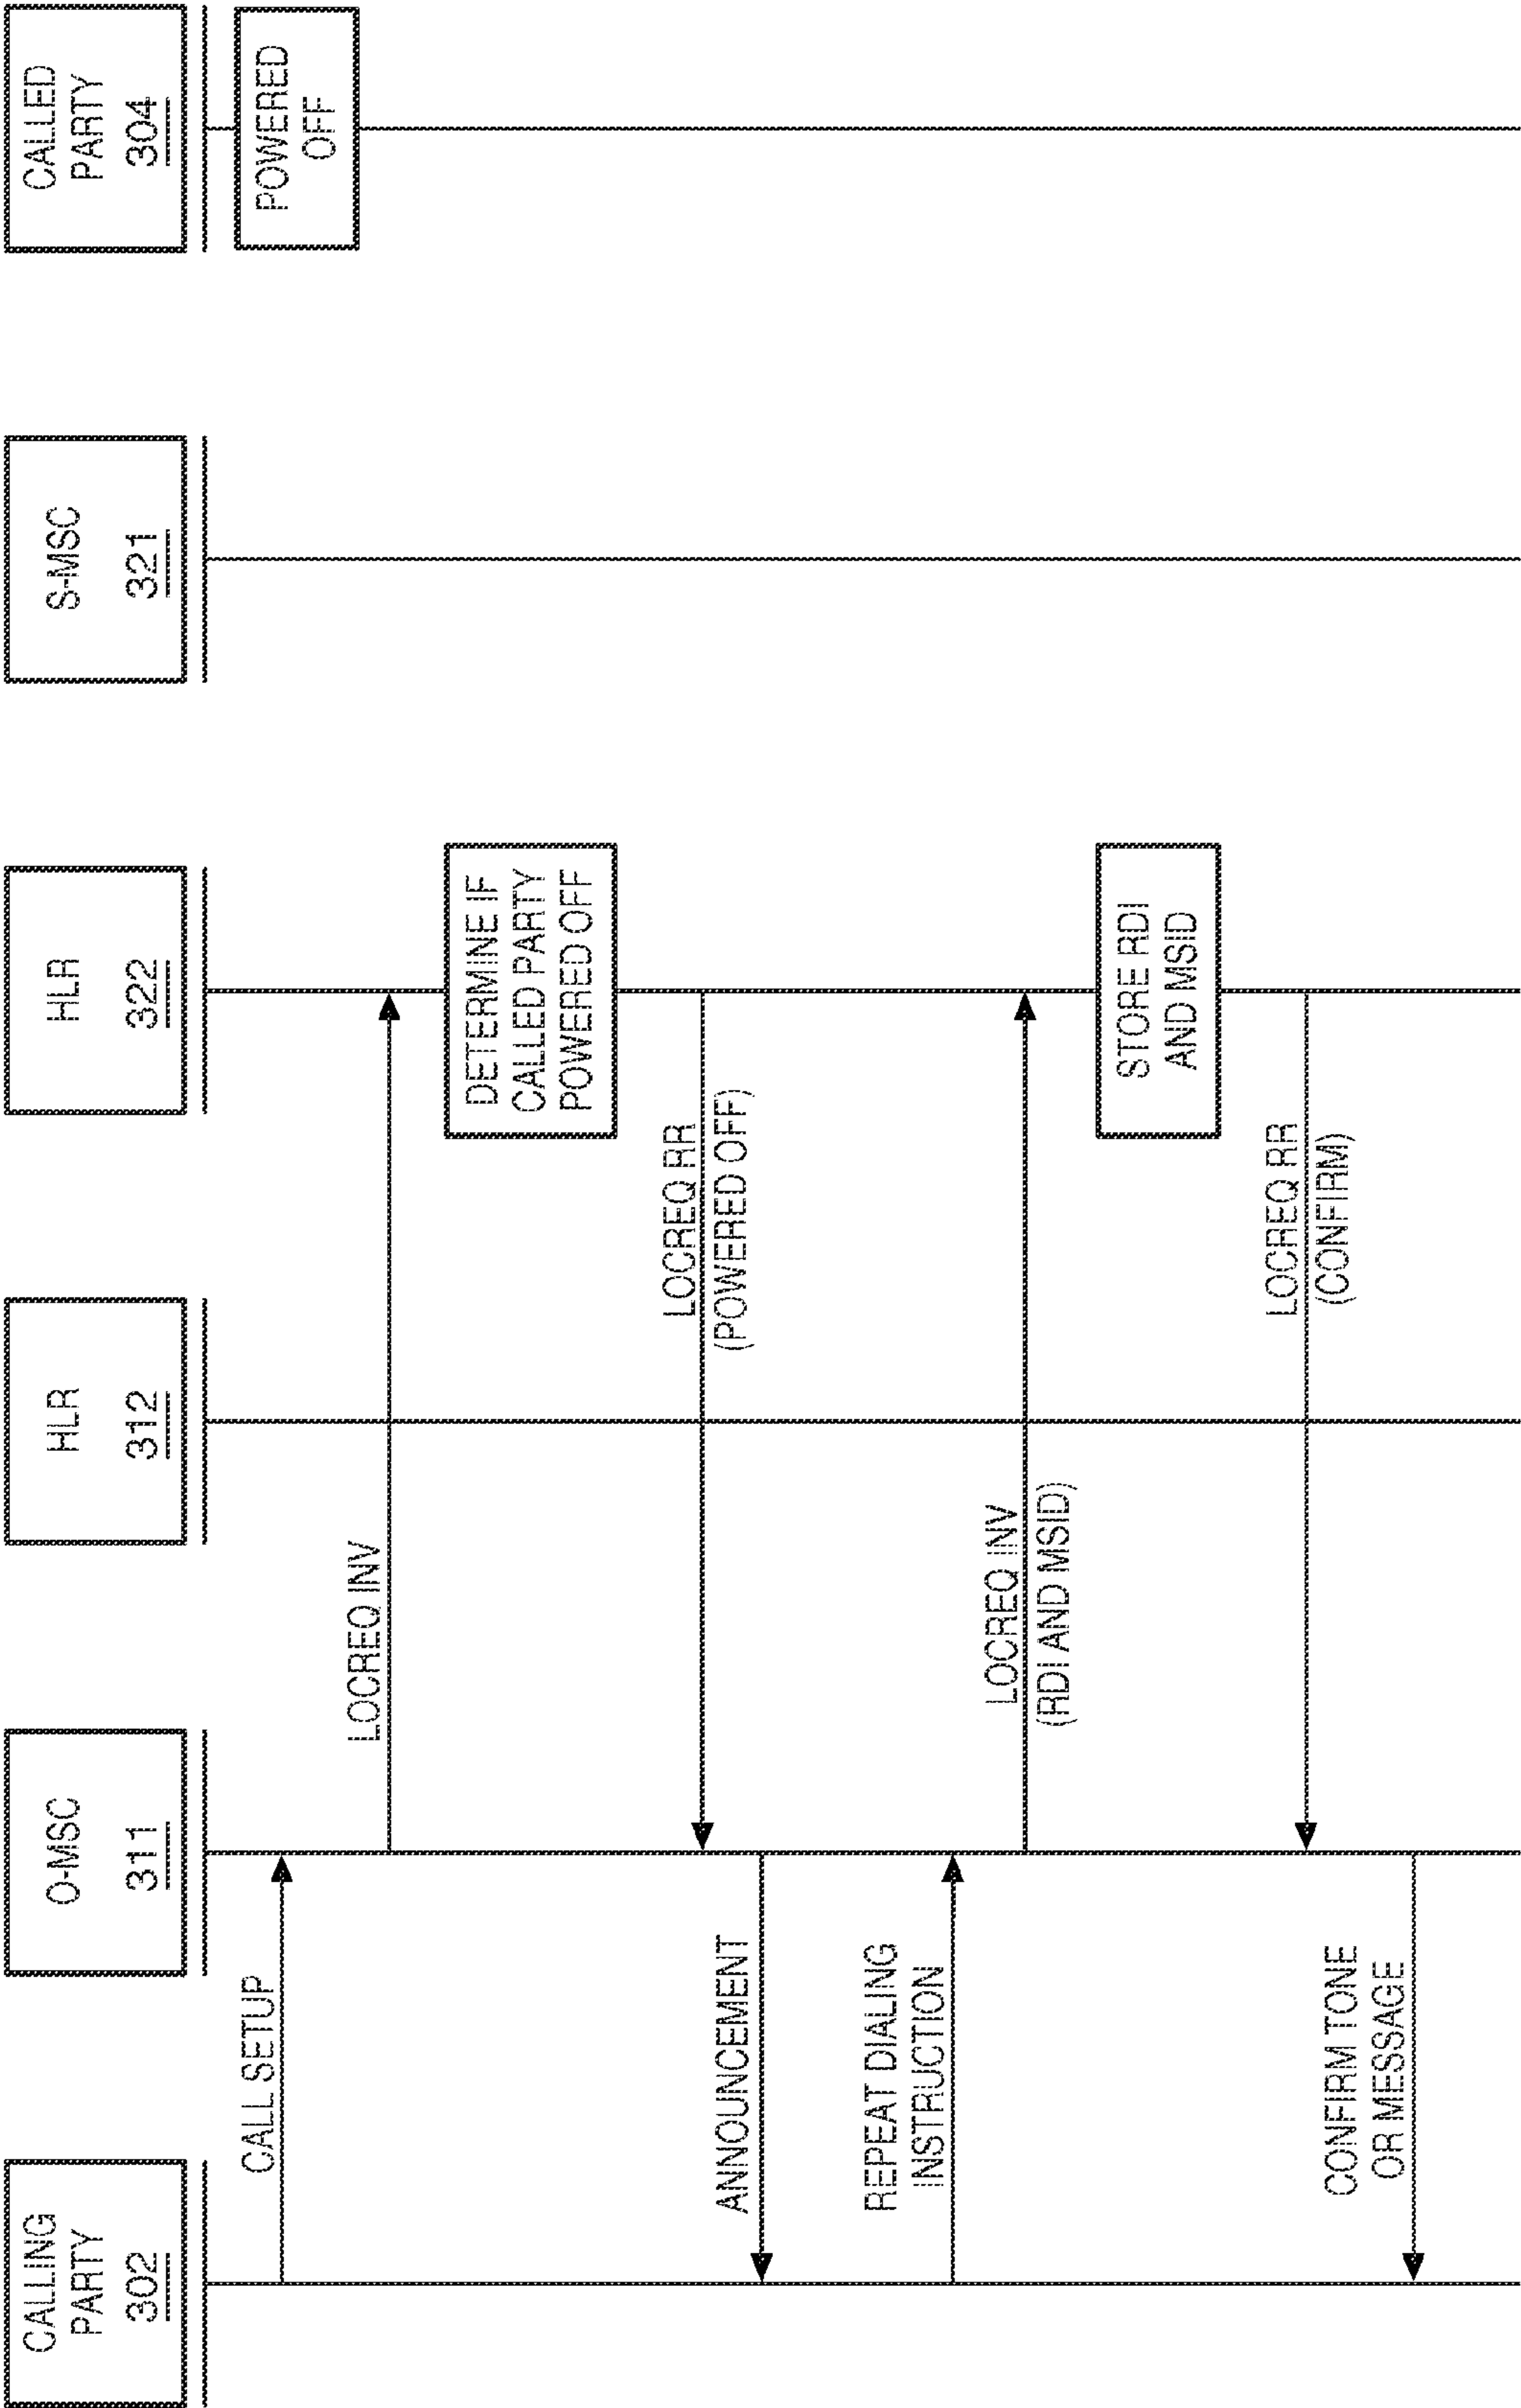 CALLING
PARTY
302
O-MSC
311
HLR
312
HLR
322
S-MSC
321
CALLED
PARTY
304
POWERED
OFF
CALL SETUP
LOCREQ INV
DETERMINE IF
CALLED PARTY
POWERED OFF
LOCREQ RR
(POWERED OFF)
ANNOUNCEMENT
REPEAT DIALING
INSTRUCTION
LOCREQ INV
(RDI AND MSID)
STORE RDI
AND MSID
LOCREQ RR
(CONFIRM)
CONFIRM TONE
OR MESSAGE